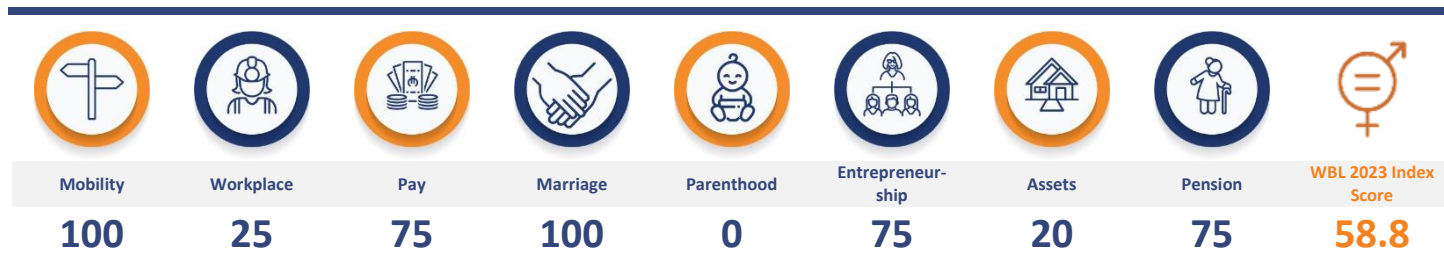 Mobility
Workplace
Pay
Marriage
Parenthood
Entrepreneur-
ship
Assets
Pension
WBL 2023 Index
Score
100
25
75
100
0
75
20
75
58.8